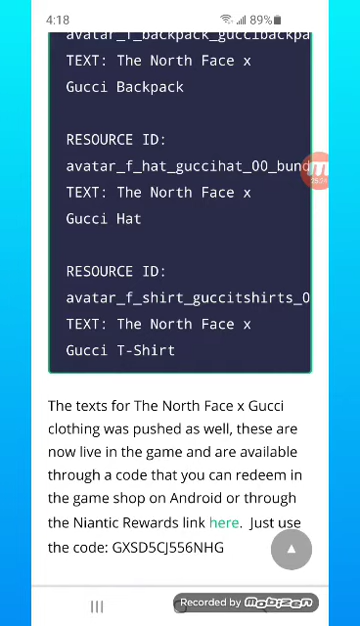 4:18
89%
avatar_f_backpack_guccibackpa
TEXT: The North Face x
Gucci Backpack
RESOURCE ID:
avatar_f_hat_guccihat_00_bund
TEXT: The North Face x
Gucci Hat
RESOURCE ID:
avatar_f_shirt_guccitshirts_0
TEXT: The North Face x
Gucci T-Shirt
The texts for The North Face x Gucci
clothing was pushed as well, these are
now live in the game and are available
through a code that you can redeem in
the game shop on Android or through
the Niantic Rewards link here. Just use
the code: GXSD5CJ556NHG
Recorded by mobizen